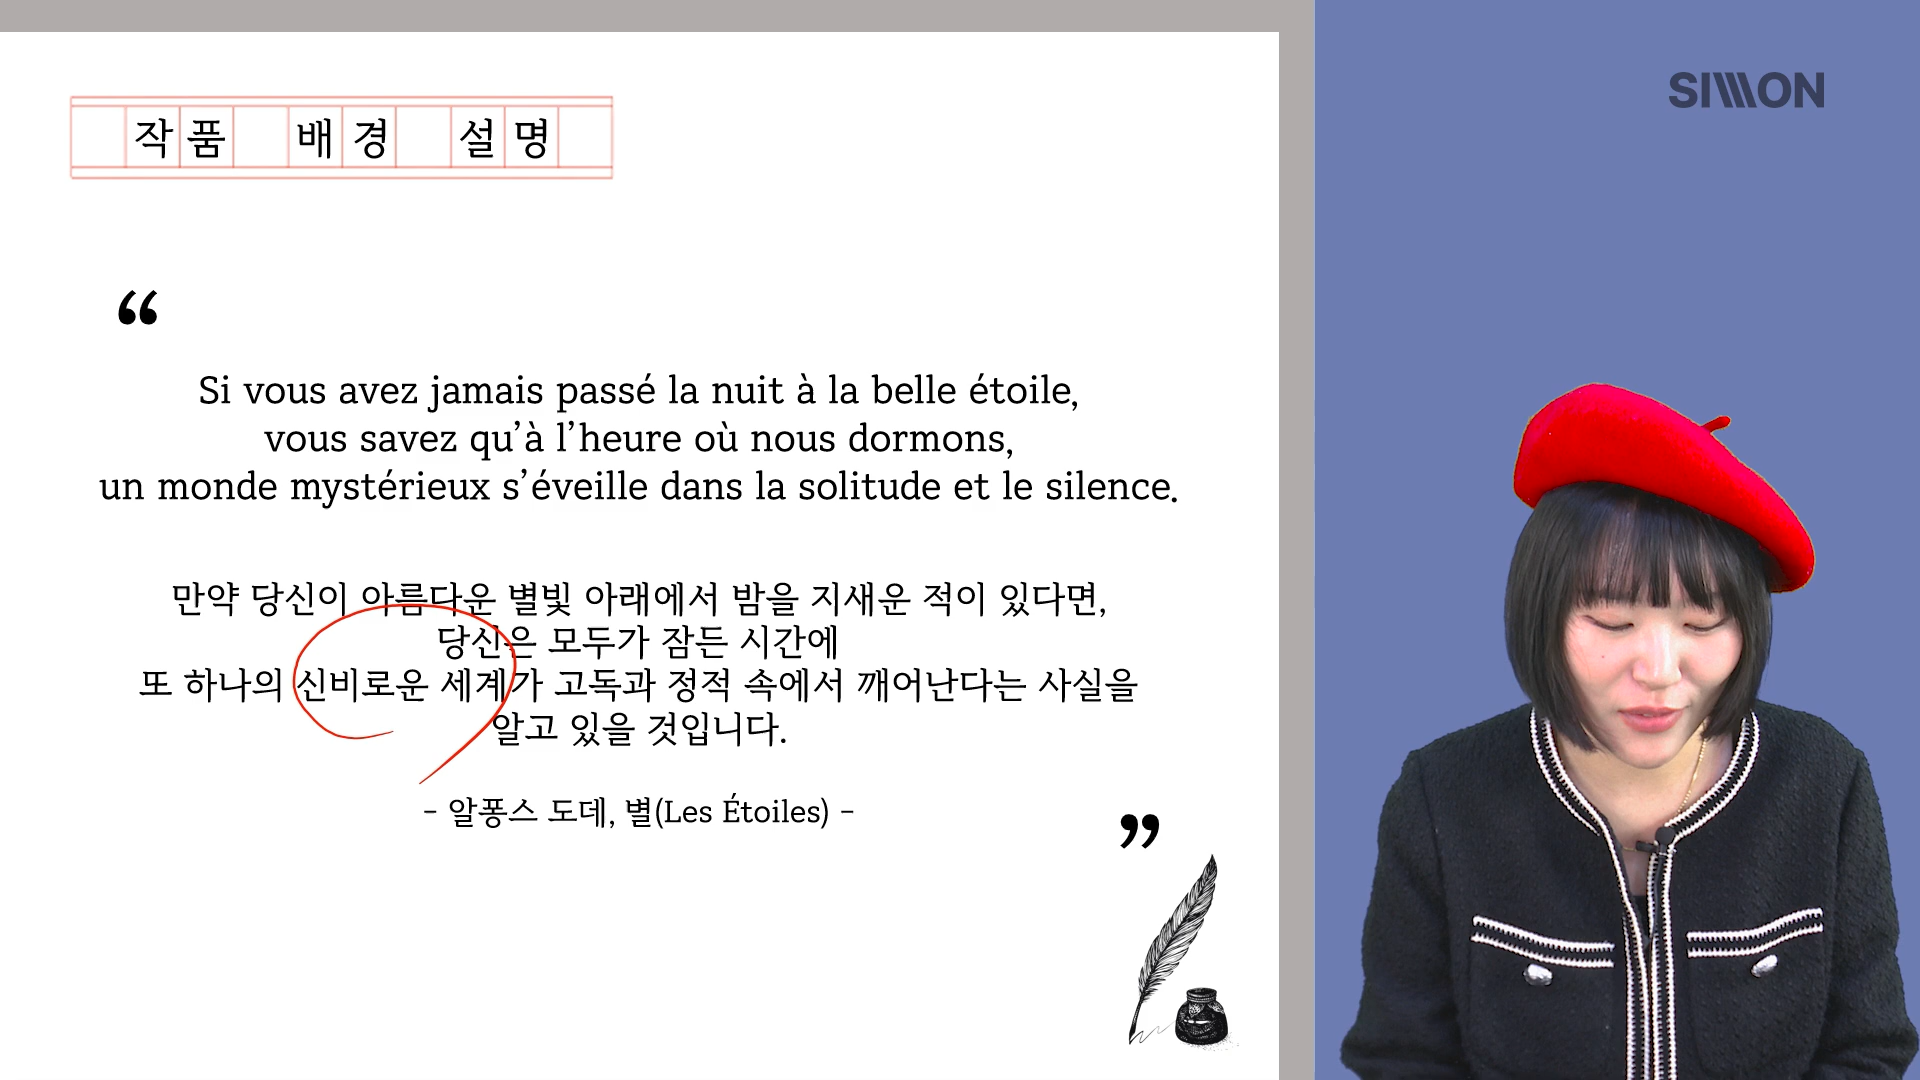 작품 배경 설명
SIMON
“
Si vous avez jamais passé la nuit à la belle étoile,
vous savez qu’à l’heure où nous dormons,
un monde mystérieux s’éveille dans la solitude et le silence.
만약 당신이 아름다운 별빛 아래에서 밤을 지새운 적이 있다면,
당신은 모두가 잠든 시간에
또 하나의 신비로운 세계가 고독과 정적 속에서 깨어난다는 사실을
알고 있을 것입니다.
- 알퐁스 도데, 별(Les Étoiles) -
”